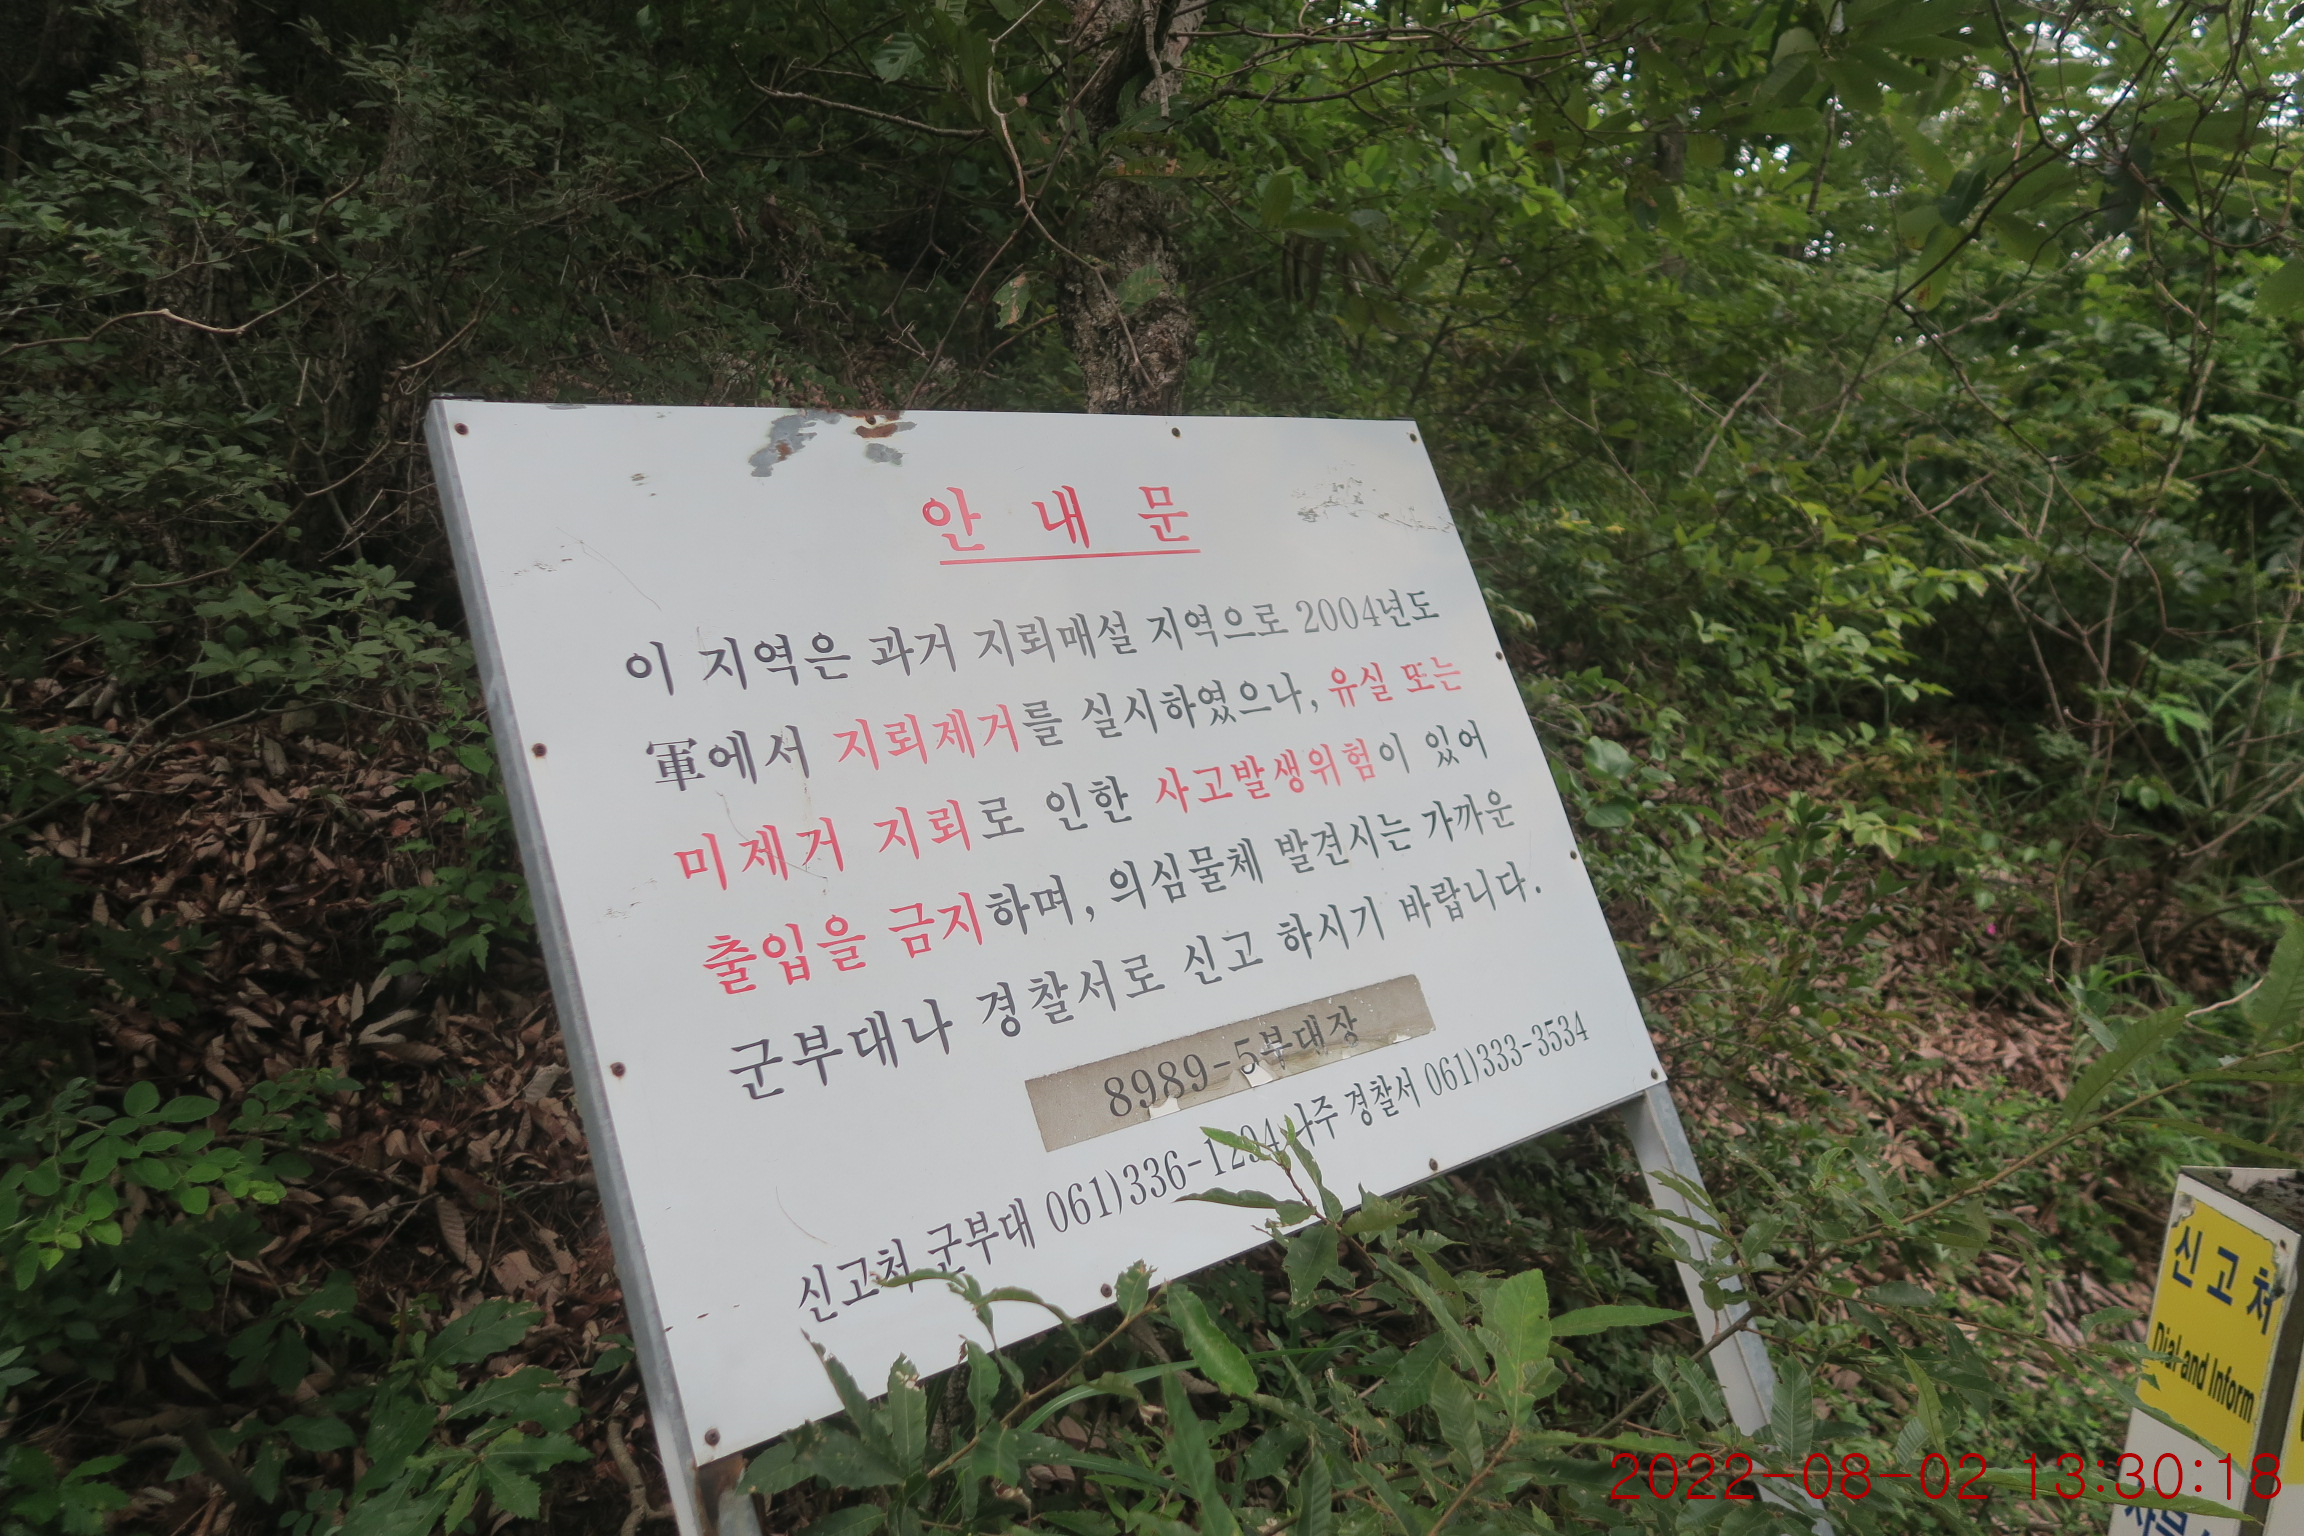 안 내 문
이 지역은 과거 지뢰매설 지역으로 2004년도
軍에서 지뢰제거를 실시하였으나, 유실 또는
미제거 지뢰로 인한 사고발생위험이 있어
출입을 금지하며, 의심물체 발견시는 가까운
군부대나 경찰서로 신고 하시기 바랍니다.
8989-5부대장
신고처 군부대 061)336-1294 나주 경찰서 061)333-3534
신고처
Dial and Inform
2022-08-02 13:30:18